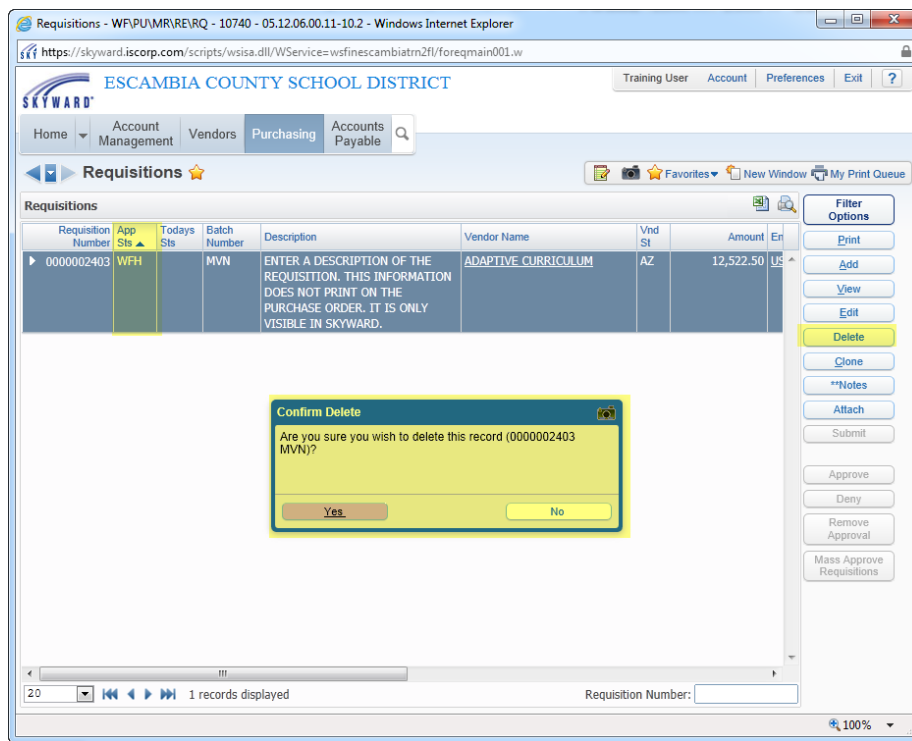 Requisitions - WF\PU\MR\RE\RQ - 10740 - 05.12.06.00.11-10.2 - Windows Internet Explorer
https://skyward.iscorp.com/scripts/wsisa.dll/WService=wsfinescambiatrn2fl/foreqmain001.w
SKYWARD
ESCAMBIA COUNTY SCHOOL DISTRICT
Training User Account Preferences Exit ?
Home Account Management Vendors Purchasing Accounts Payable
Requisitions
Favorites New Window My Print Queue
Requisitions
Filter Options
Requisition Number App Sts Todays Sts Batch Number Description Vendor Name Vnd St Amount En
0000002403 WFH MVN ENTER A DESCRIPTION OF THE ADAPTIVE CURRICULUM AZ 12,522.50 US
REQUISITION. THIS INFORMATION
DOES NOT PRINT ON THE
PURCHASE ORDER. IT IS ONLY
VISIBLE IN SKYWARD.
Print
Add
View
Edit
Delete
Clone
**Notes
Attach
Submit
Approve
Deny
Remove
Approval
Mass Approve
Requisitions
Confirm Delete
Are you sure you wish to delete this record (0000002403
MVN)?
Yes No
20 1 records displayed Requisition Number:
100%